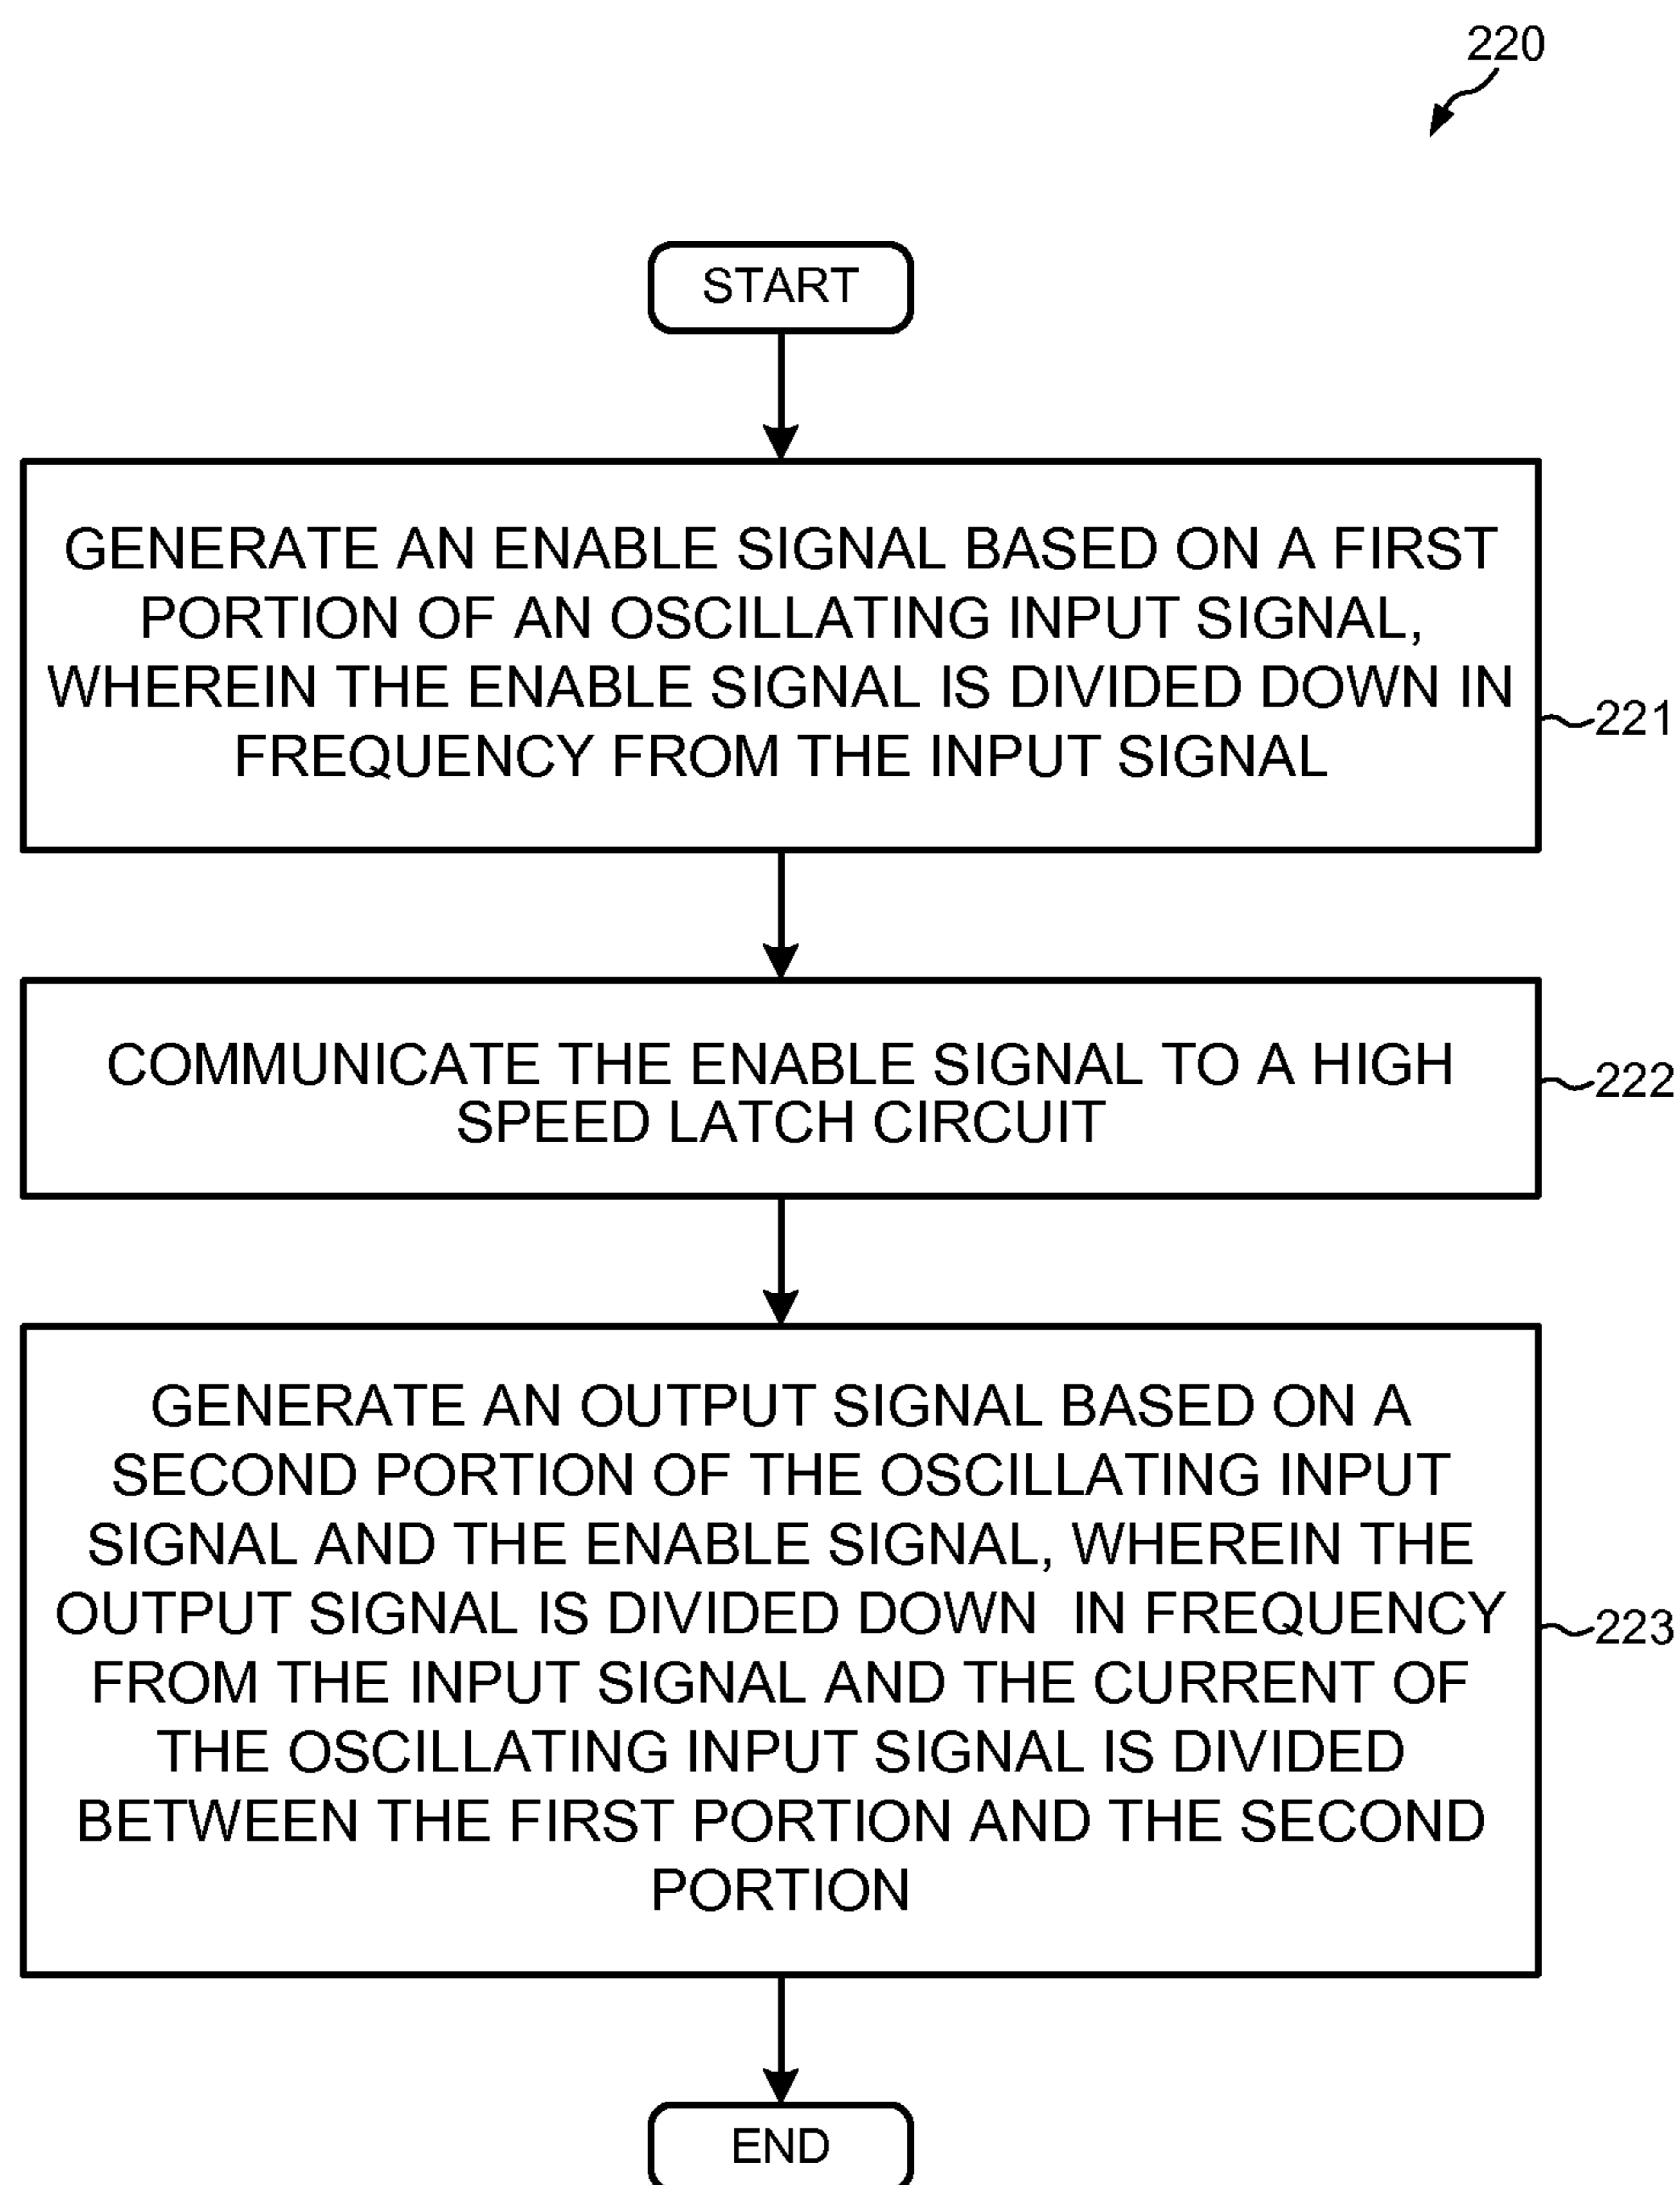 220
START
GENERATE AN ENABLE SIGNAL BASED ON A FIRST
PORTION OF AN OSCILLATING INPUT SIGNAL,
WHEREIN THE ENABLE SIGNAL IS DIVIDED DOWN IN
FREQUENCY FROM THE INPUT SIGNAL
221
COMMUNICATE THE ENABLE SIGNAL TO A HIGH
SPEED LATCH CIRCUIT
222
GENERATE AN OUTPUT SIGNAL BASED ON A
SECOND PORTION OF THE OSCILLATING INPUT
SIGNAL AND THE ENABLE SIGNAL, WHEREIN THE
OUTPUT SIGNAL IS DIVIDED DOWN IN FREQUENCY
FROM THE INPUT SIGNAL AND THE CURRENT OF
THE OSCILLATING INPUT SIGNAL IS DIVIDED
BETWEEN THE FIRST PORTION AND THE SECOND
PORTION
223
END